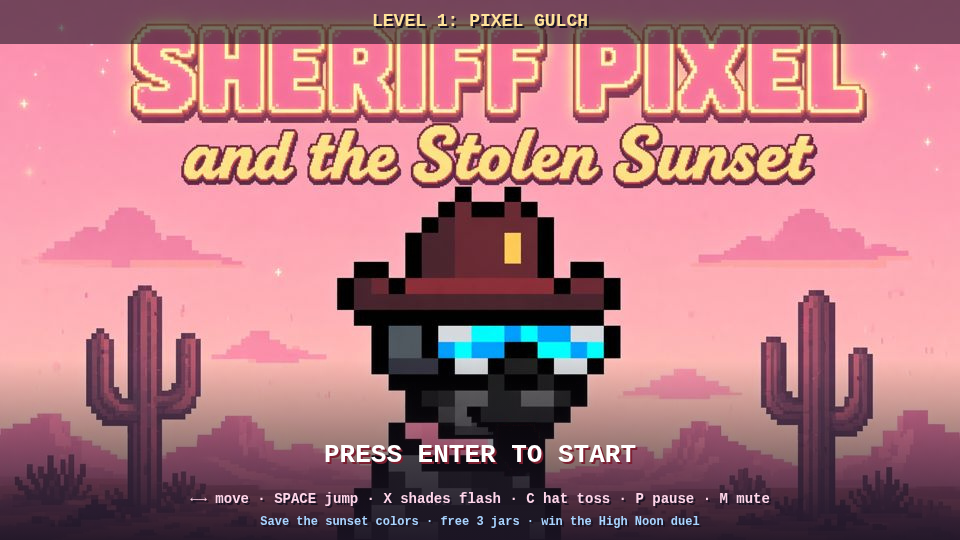 LEVEL 1: PIXEL GULCH
SHERIFF PIXEL
and the Stolen Sunset
PRESS ENTER TO START
←→ move · SPACE jump · X shades flash · C hat toss · P pause · M mute
Save the sunset colors · free 3 jars · win the High Noon duel